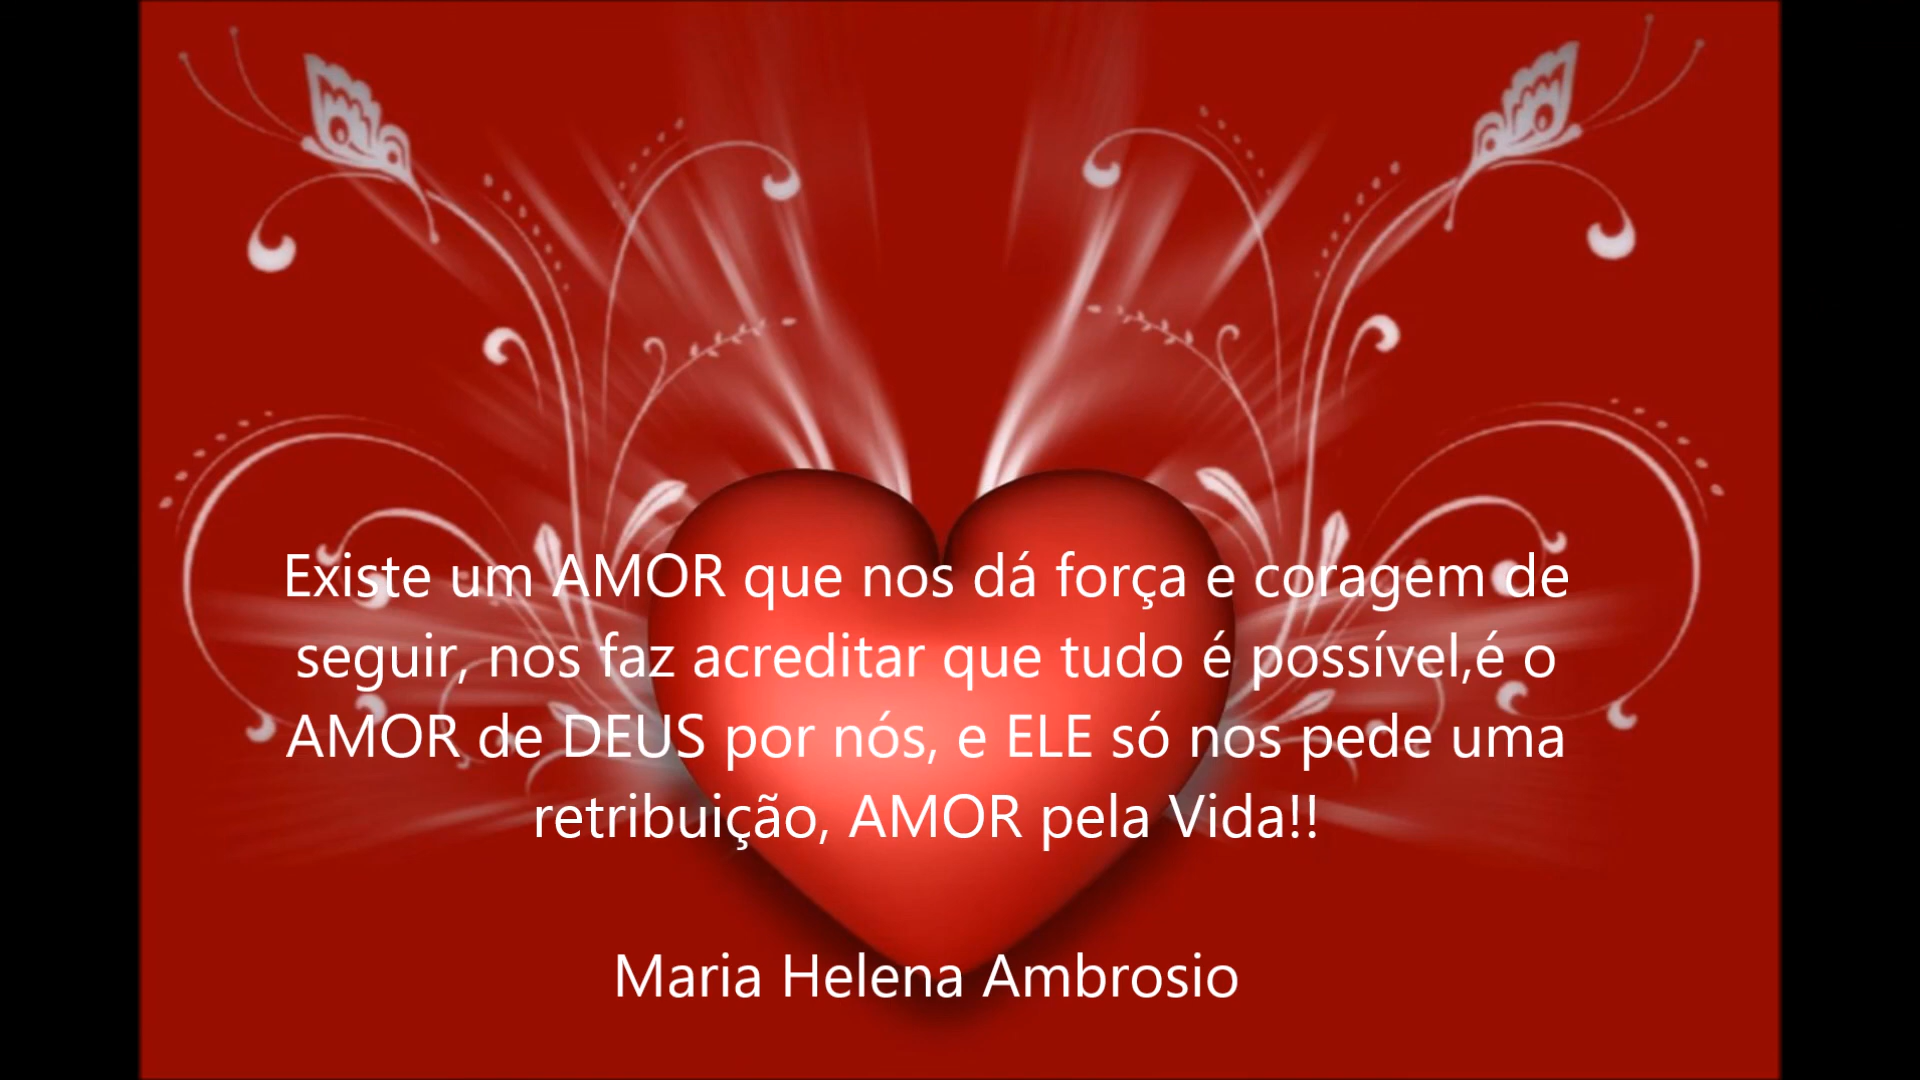 Existe um AMOR que nos dá força e coragem de
seguir, nos faz acreditar que tudo é possível,é o
AMOR de DEUS por nós, e ELE só nos pede uma
retribuição, AMOR pela Vida!!
Maria Helena Ambrosio